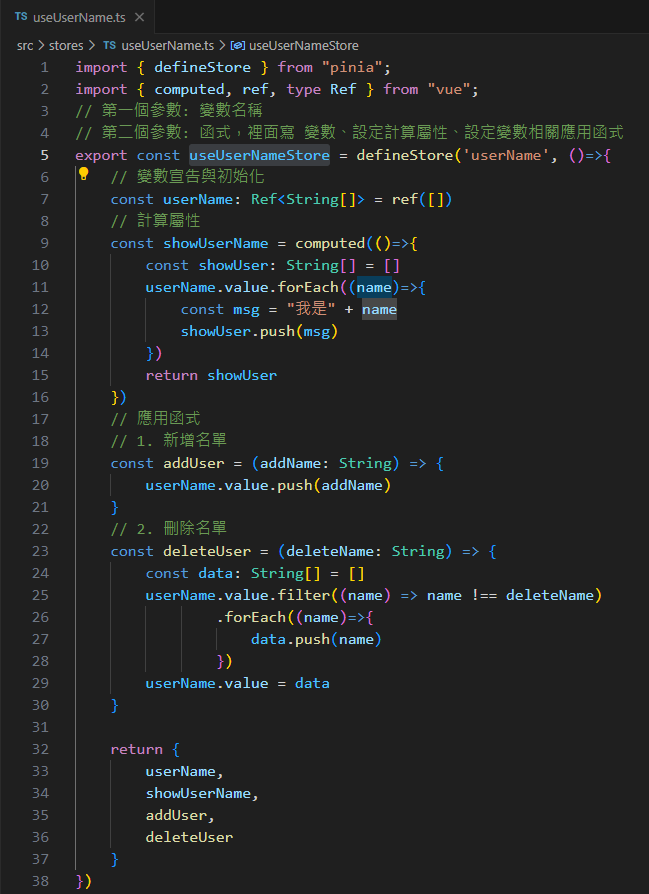 TS useUserName.ts ×
src > stores > TS useUserName.ts > useUserNameStore
1 import { defineStore } from "pinia";
2 import { computed, ref, type Ref } from "vue";
3 // 第一個參數: 變數名稱
4 // 第二個參數: 函式，裡面寫 變數、設定計算屬性、設定變數相關應用函式
5 export const useUserNameStore = defineStore('userName', ()=>{
6 // 變數宣告與初始化
7 const userName: Ref<String[]> = ref([])
8 // 計算屬性
9 const showUserName = computed(()=>{
10 const showUser: String[] = []
11 userName.value.forEach((name)=>{
12 const msg = "我是" + name
13 showUser.push(msg)
14 })
15 return showUser
16 })
17 // 應用函式
18 // 1. 新增名單
19 const addUser = (addName: String) => {
20 userName.value.push(addName)
21 }
22 // 2. 刪除名單
23 const deleteUser = (deleteName: String) => {
24 const data: String[] = []
25 userName.value.filter((name) => name !== deleteName)
26 .forEach((name)=>{
27 data.push(name)
28 })
29 userName.value = data
30 }
31
32 return {
33 userName,
34 showUserName,
35 addUser,
36 deleteUser
37 }
38 })